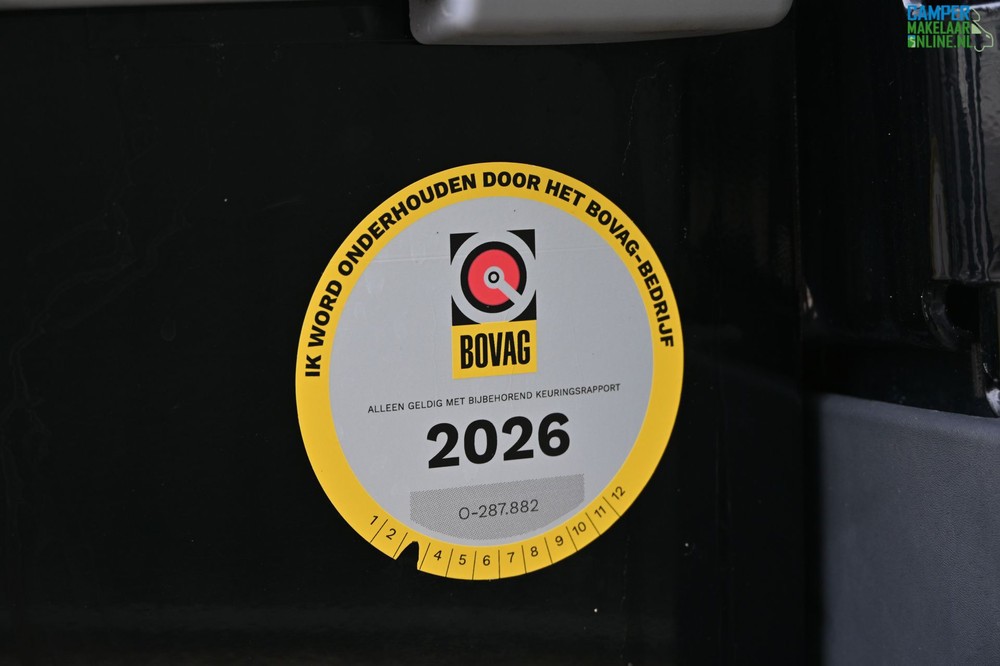 CAMPER
MAKELAAR
ONLINE.NL
IK WORD ONDERHOUDEN DOOR HET BOVAG-BEDRIJF
BOVAG
ALLEEN GELDIG MET BIJBEHOREND KEURINGSRAPPORT
2026
O-287.882
1 2 4 5 6 7 8 9 10 11 12